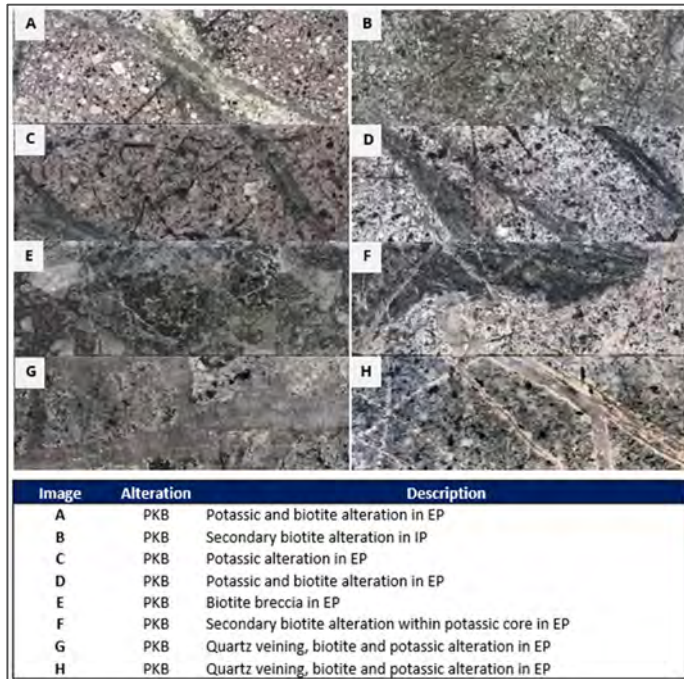 A
B
C
D
E
F
G
H
Image Alteration Description
A PKB Potassic and biotite alteration in EP
B PKB Secondary biotite alteration in IP
C PKB Potassic alteration in EP
D PKB Potassic and biotite alteration in EP
E PKB Biotite breccia in EP
F PKB Secondary biotite alteration within potassic core in EP
G PKB Quartz veining, biotite and potassic alteration in EP
H PKB Quartz veining, biotite and potassic alteration in EP